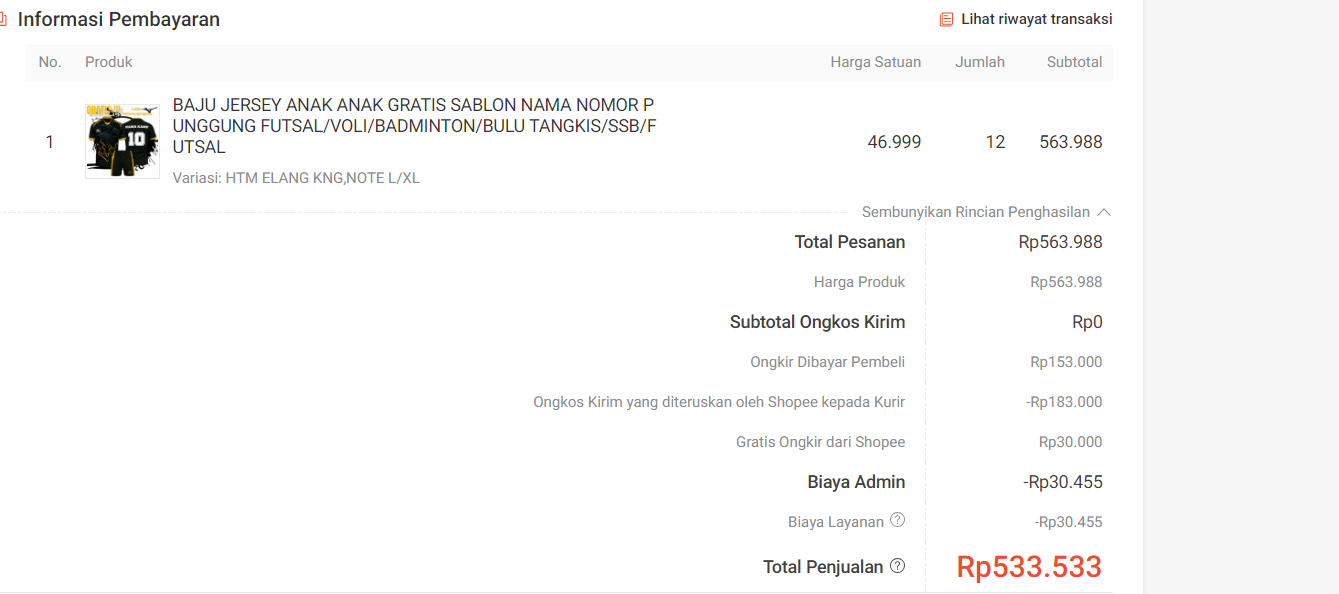 Informasi Pembayaran
Lihat riwayat transaksi
No. Produk Harga Satuan Jumlah Subtotal
BAJU JERSEY ANAK ANAK GRATIS SABLON NAMA NOMOR P
UNGGUNG FUTSAL/VOLI/BADMINTON/BULU TANGKIS/SSB/F
UTSAL
1 46.999 12 563.988
Variasi: HTM ELANG KNG,NOTE L/XL
10
Sembunyikan Rincian Penghasilan
Total Pesanan Rp563.988
Harga Produk Rp563.988
Subtotal Ongkos Kirim Rp0
Ongkir Dibayar Pembeli Rp153.000
Ongkos Kirim yang diteruskan oleh Shopee kepada Kurir -Rp183.000
Gratis Ongkir dari Shopee Rp30.000
Biaya Admin -Rp30.455
Biaya Layanan ? -Rp30.455
Total Penjualan ? Rp533.533